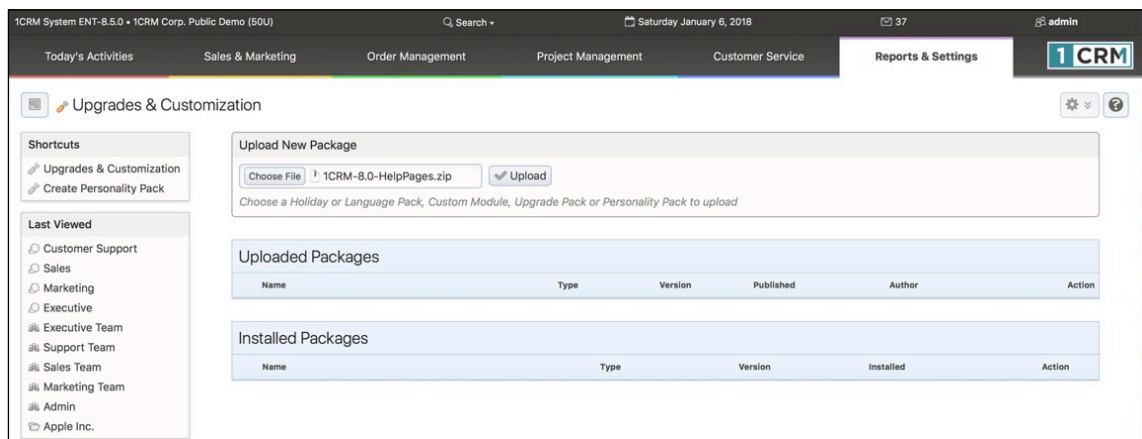 1CRM System ENT-8.5.0 • 1CRM Corp. Public Demo (50U) Search Saturday January 6, 2018 37 admin
Today's Activities Sales & Marketing Order Management Project Management Customer Service Reports & Settings 1 CRM
Upgrades & Customization
Shortcuts
Upgrades & Customization
Create Personality Pack
Last Viewed
Customer Support
Sales
Marketing
Executive
Executive Team
Support Team
Sales Team
Marketing Team
Admin
Apple Inc.
Upload New Package
Choose File 1CRM-8.0-HelpPages.zip Upload
Choose a Holiday or Language Pack, Custom Module, Upgrade Pack or Personality Pack to upload
Uploaded Packages
Name Type Version Published Author Action
Installed Packages
Name Type Version Installed Action